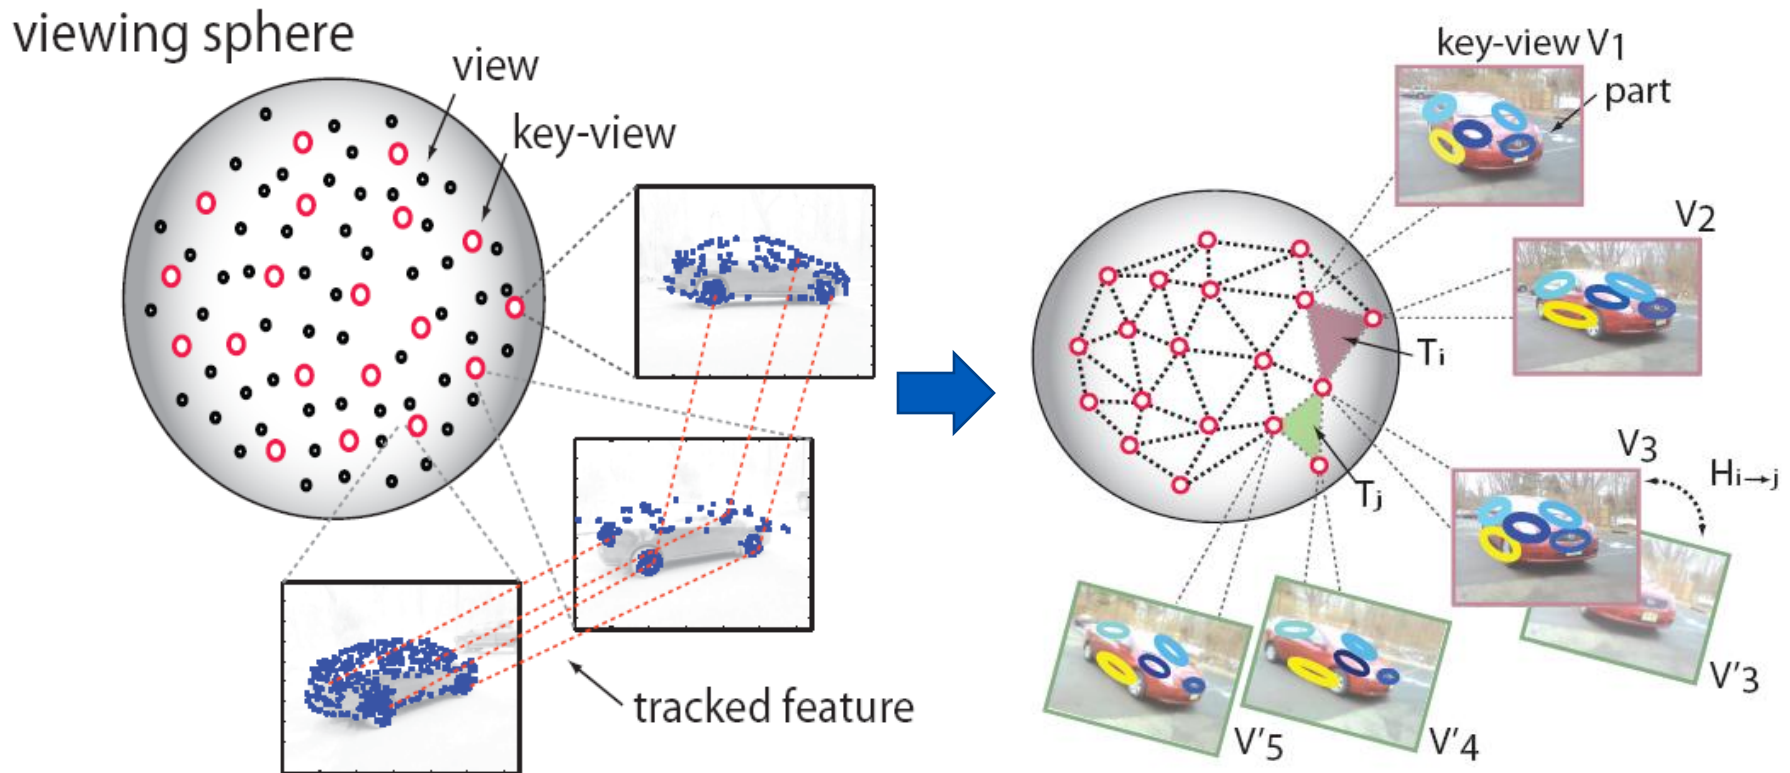 viewing sphere
view
key-view
tracked feature
key-view V1
part
V2
Ti
Tj
V3
Hi→j
V'3
V'4
V'5